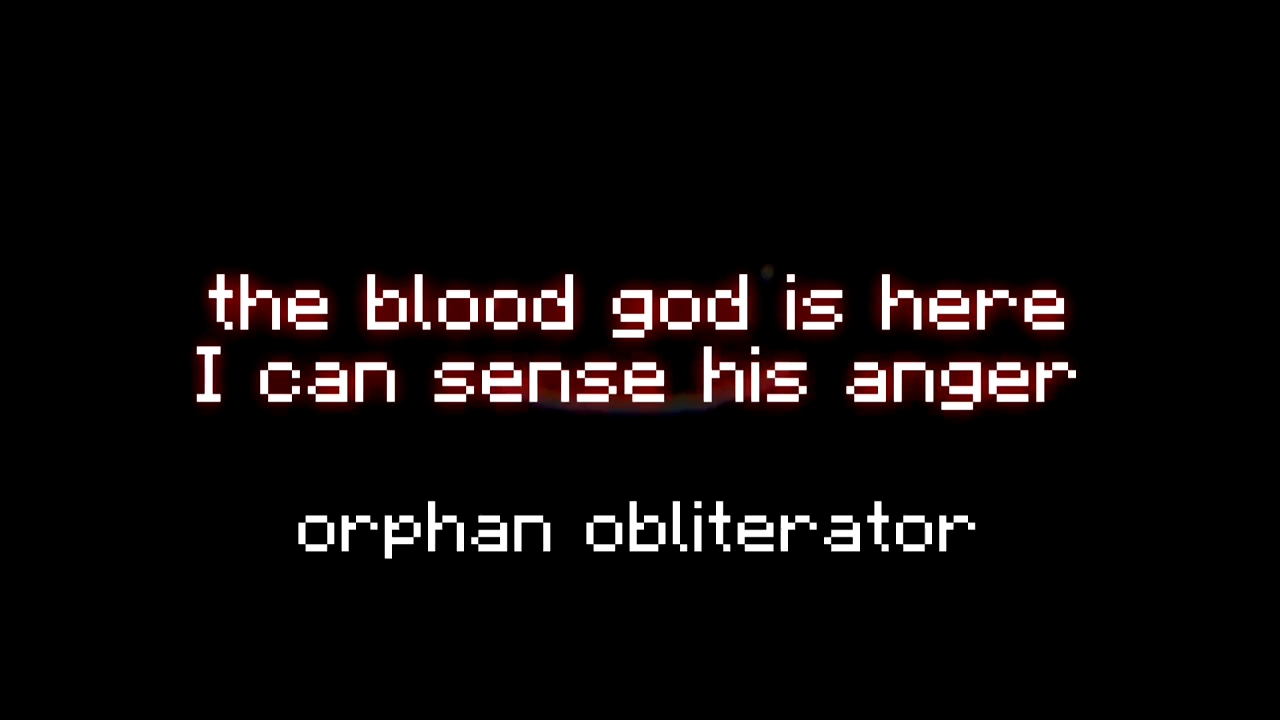 the blood god is here
I can sense his anger
orphan obliterator